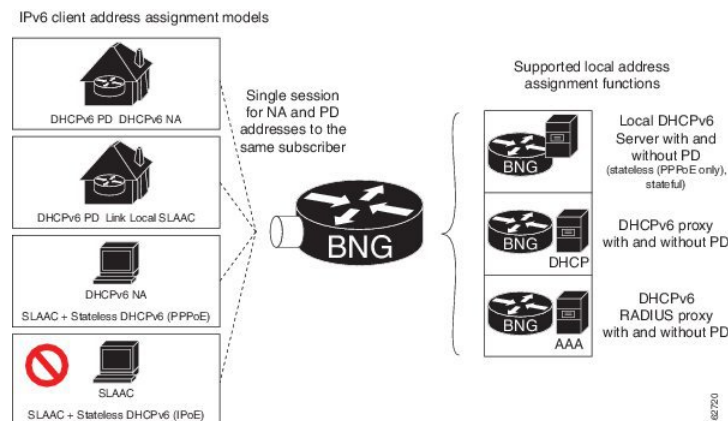 IPv6 client address assignment models
DHCPv6 PD DHCPv6 NA
DHCPv6 PD Link Local SLAAC
DHCPv6 NA
SLAAC + Stateless DHCPv6 (PPPoE)
SLAAC
SLAAC + Stateless DHCPv6 (IPoE)
Single session
for NA and PD
addresses to the
same subscriber
BNG
Supported local address
assignment functions
BNG
Local DHCPv6
Server with and
without PD
(stateless (PPPoE only),
stateful)
BNG
DHCP
DHCPv6 proxy
with and without PD
BNG
AAA
DHCPv6
RADIUS proxy
with and without PD
62720